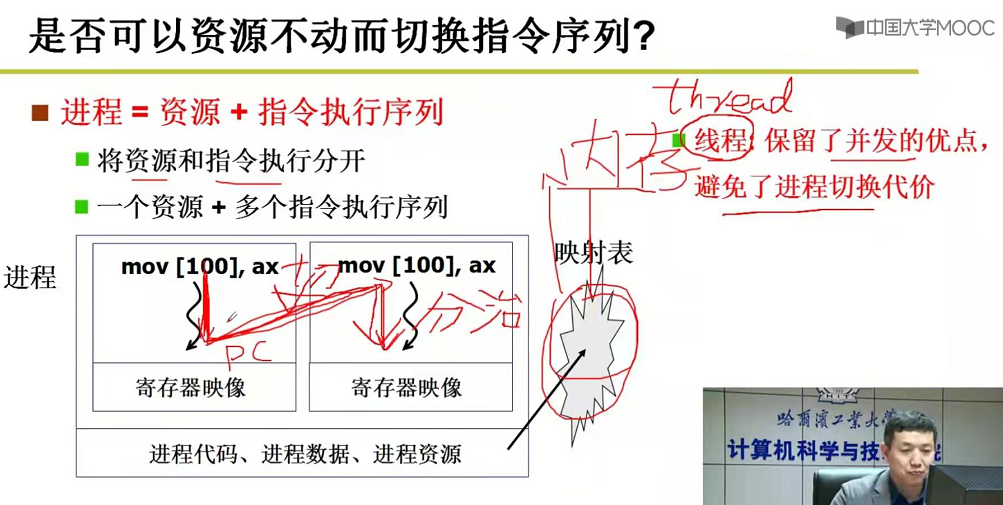 是否可以资源不动而切换指令序列?
中国大学MOOC
进程 = 资源 + 指令执行序列
将资源和指令执行分开
一个资源 + 多个指令执行序列
thread
线程: 保留了并发的优点，
避免了进程切换代价
内存
映射表
进程
mov [100], ax
mov [100], ax
切
分治
PC
寄存器映像
寄存器映像
进程代码、进程数据、进程资源
哈尔滨工业大学
计算机科学与技
院